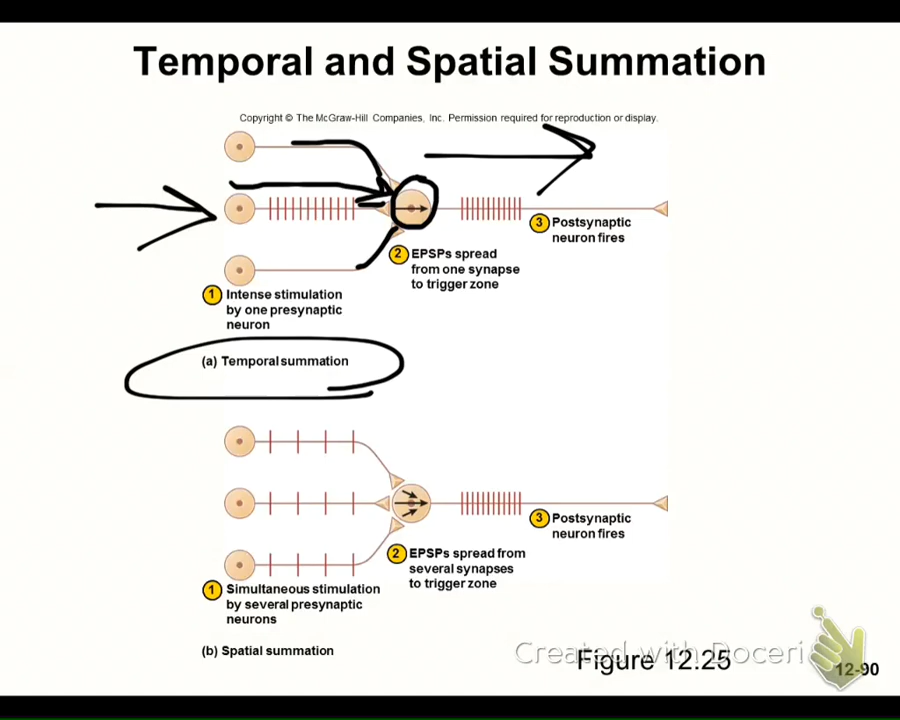 Temporal and Spatial Summation
Copyright © The McGraw-Hill Companies, Inc. Permission required for reproduction or display.
1 Intense stimulation
by one presynaptic
neuron
2 EPSPs spread
from one synapse
to trigger zone
3 Postsynaptic
neuron fires
(a) Temporal summation
1 Simultaneous stimulation
by several presynaptic
neurons
2 EPSPs spread from
several synapses
to trigger zone
3 Postsynaptic
neuron fires
(b) Spatial summation
Created with Doceri
Figure 12.25
12-90